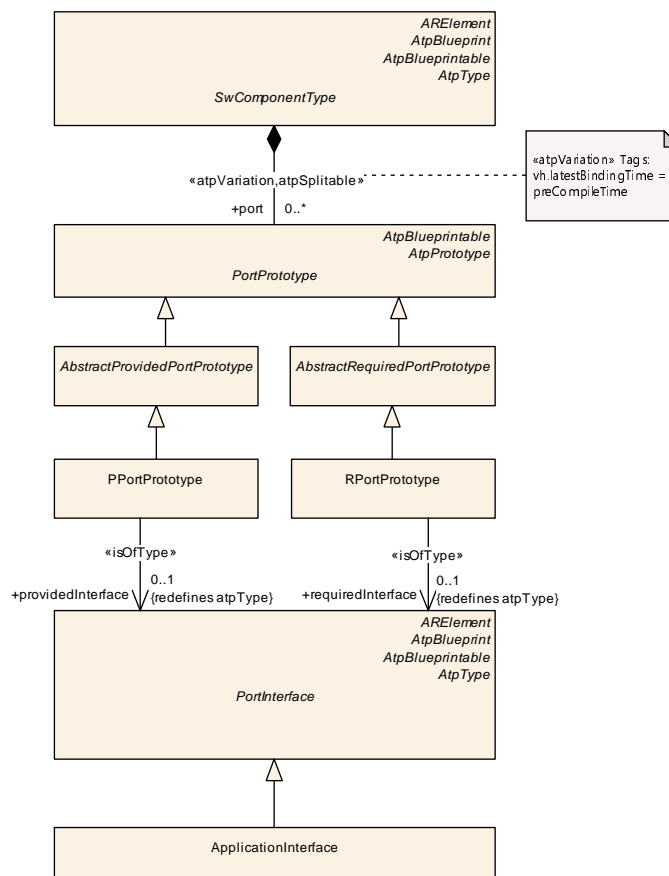 ARElement
AtpBlueprint
AtpBlueprintable
AtpType
SwComponentType
«atpVariation,atpSplitable»
+port 0..*
«atpVariation» Tags:
vh.latestBindingTime =
preCompileTime
AtpBlueprintable
AtpPrototype
PortPrototype
AbstractProvidedPortPrototype
AbstractRequiredPortPrototype
PPortPrototype
RPortPrototype
«isOfType»
«isOfType»
+providedInterface
0..1
{redefines atpType}
+requiredInterface
0..1
{redefines atpType}
ARElement
AtpBlueprint
AtpBlueprintable
AtpType
PortInterface
ApplicationInterface